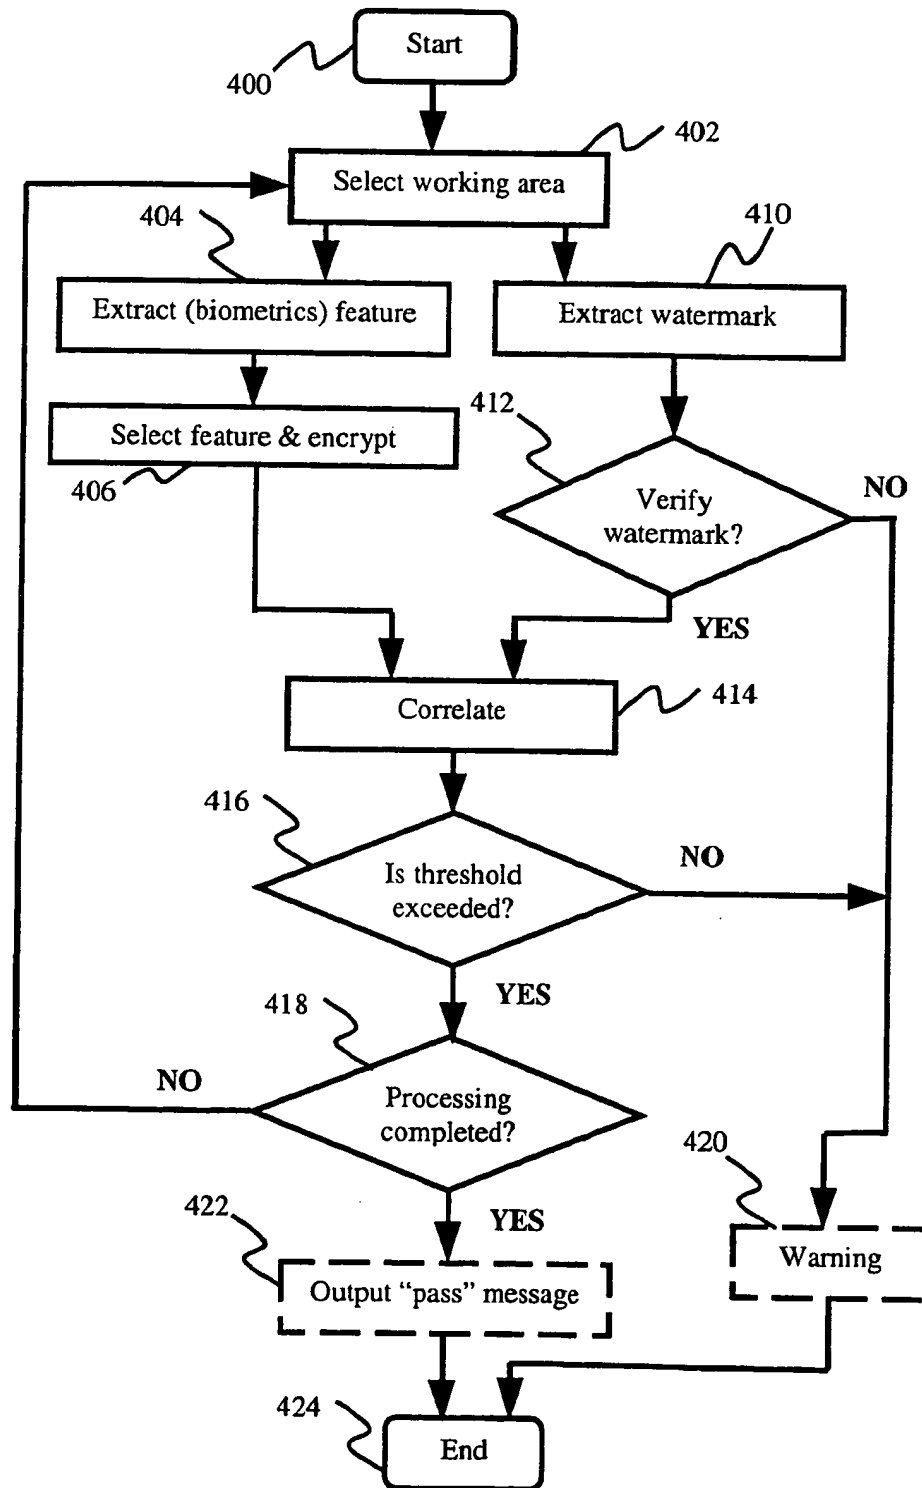 Start
400
402
Select working area
404
410
Extract (biometrics) feature
Extract watermark
412
Select feature & encrypt
406
NO
Verify
watermark?
YES
414
Correlate
416
NO
Is threshold
exceeded?
YES
418
NO
Processing
completed?
420
422
YES
Warning
Output “pass” message
424
End